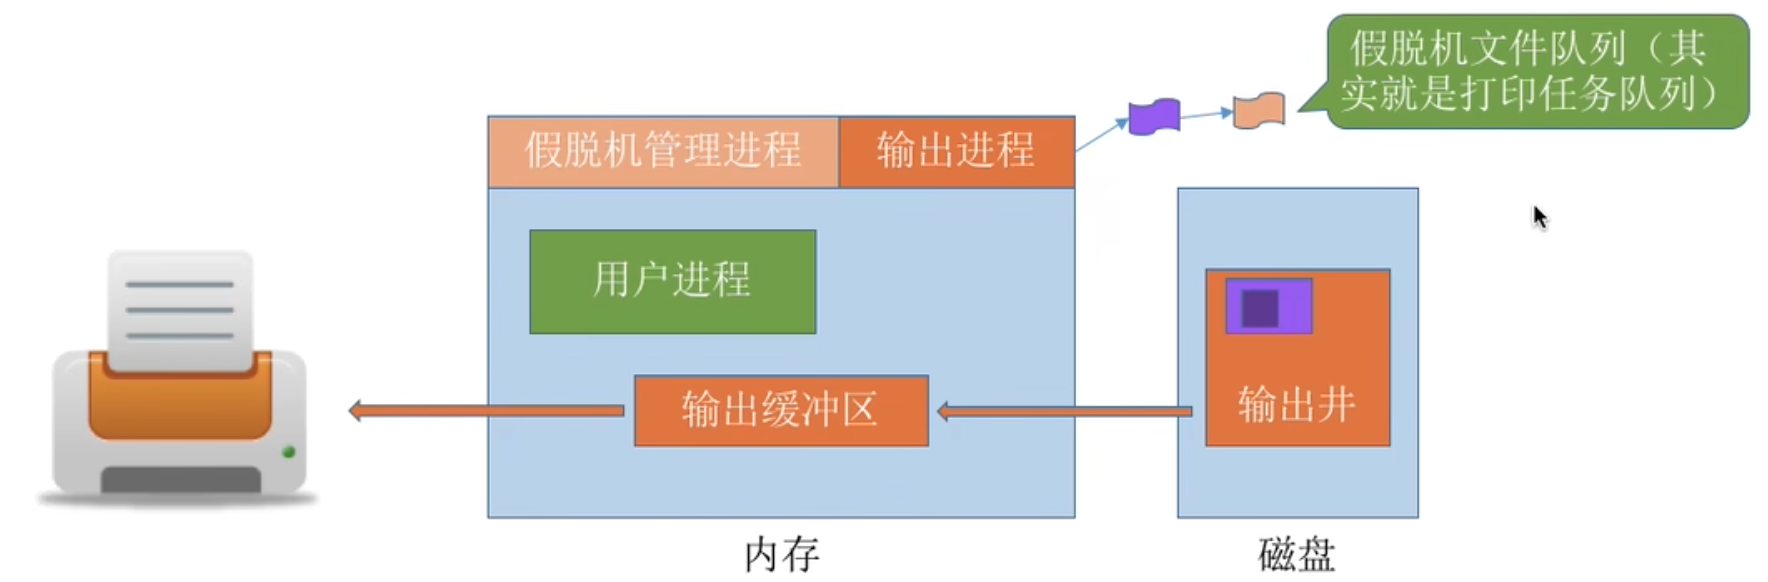 假脱机文件队列（其
实就是打印任务队列）
假脱机管理进程
输出进程
用户进程
输出缓冲区
输出井
内存
磁盘